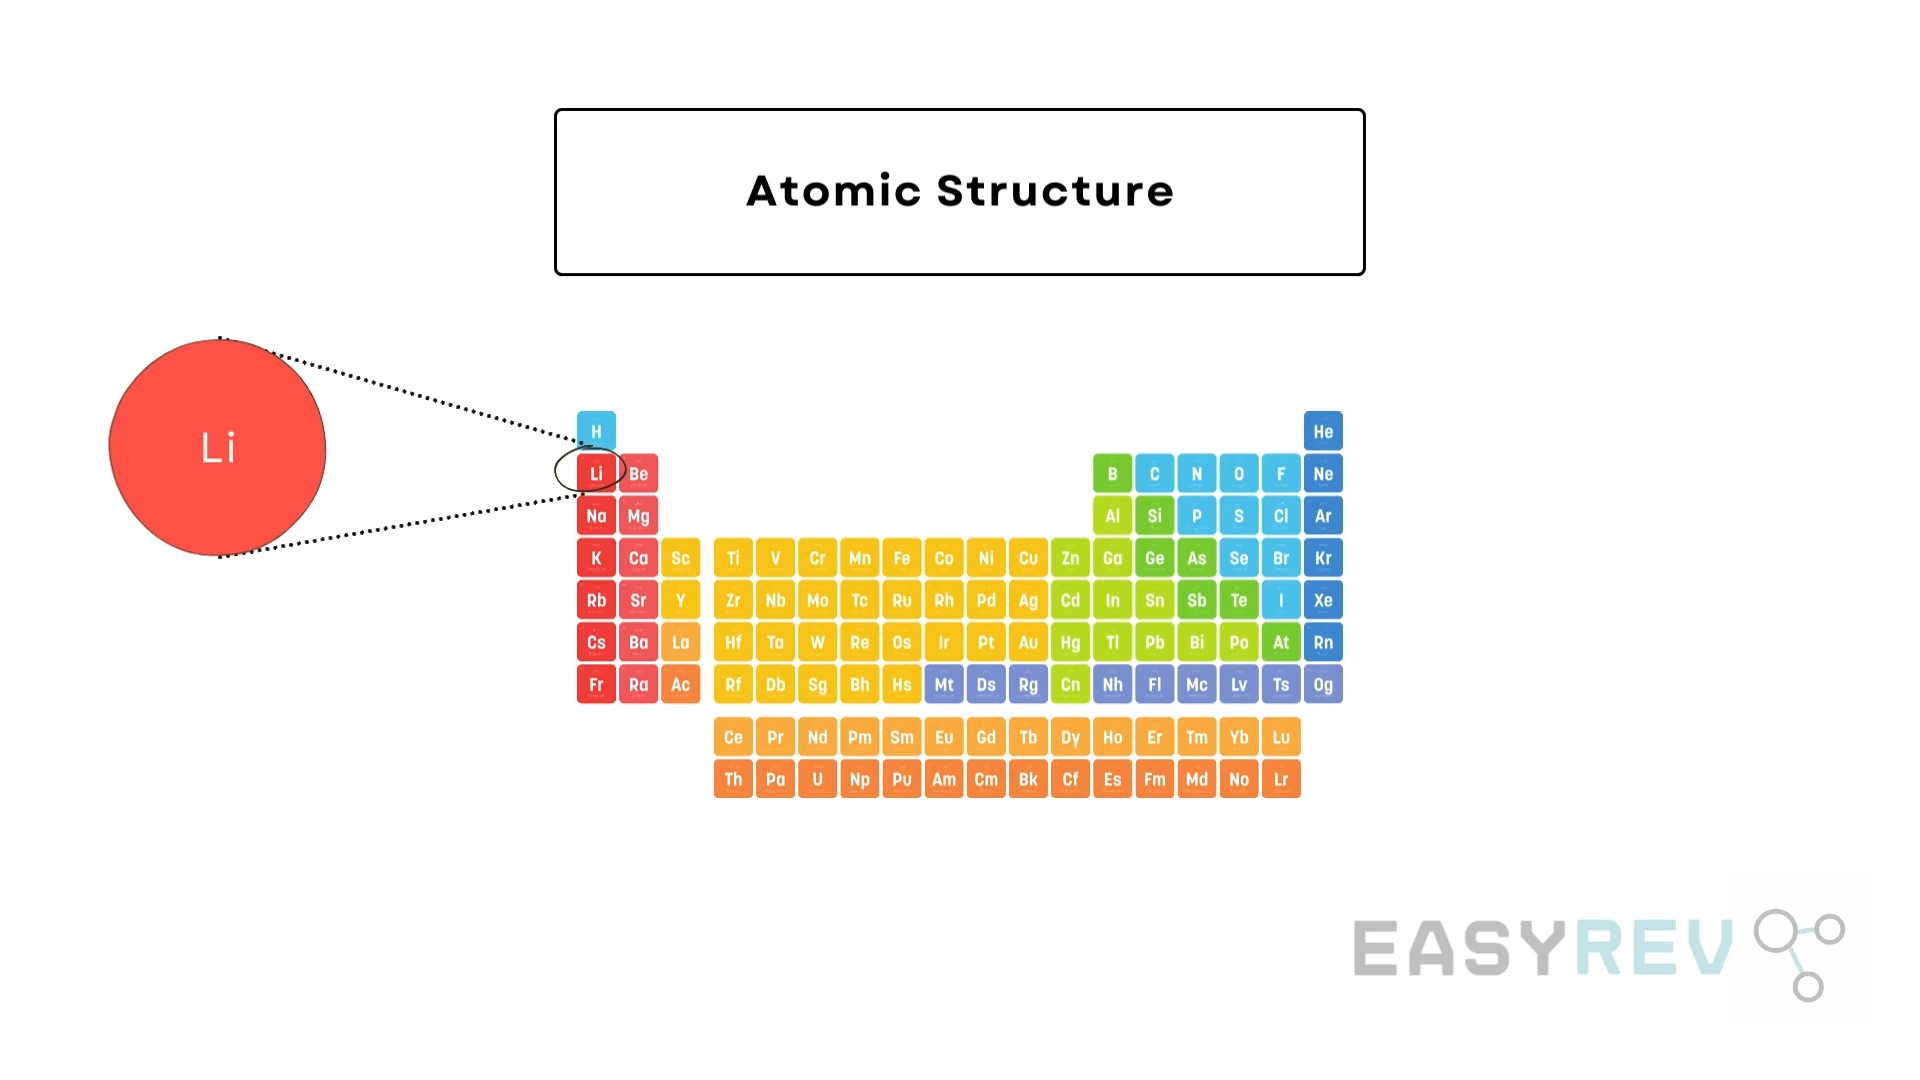 Atomic Structure
Li
H He
Li Be B C N O F Ne
Na Mg Al Si P S Cl Ar
K Ca Sc Ti V Cr Mn Fe Co Ni Cu Zn Ga Ge As Se Br Kr
Rb Sr Y Zr Nb Mo Tc Ru Rh Pd Ag Cd In Sn Sb Te I Xe
Cs Ba La Hf Ta W Re Os Ir Pt Au Hg Tl Pb Bi Po At Rn
Fr Ra Ac Rf Db Sg Bh Hs Mt Ds Rg Cn Nh Fl Mc Lv Ts Og
Ce Pr Nd Pm Sm Eu Gd Tb Dy Ho Er Tm Yb Lu
Th Pa U Np Pu Am Cm Bk Cf Es Fm Md No Lr
EASYREV